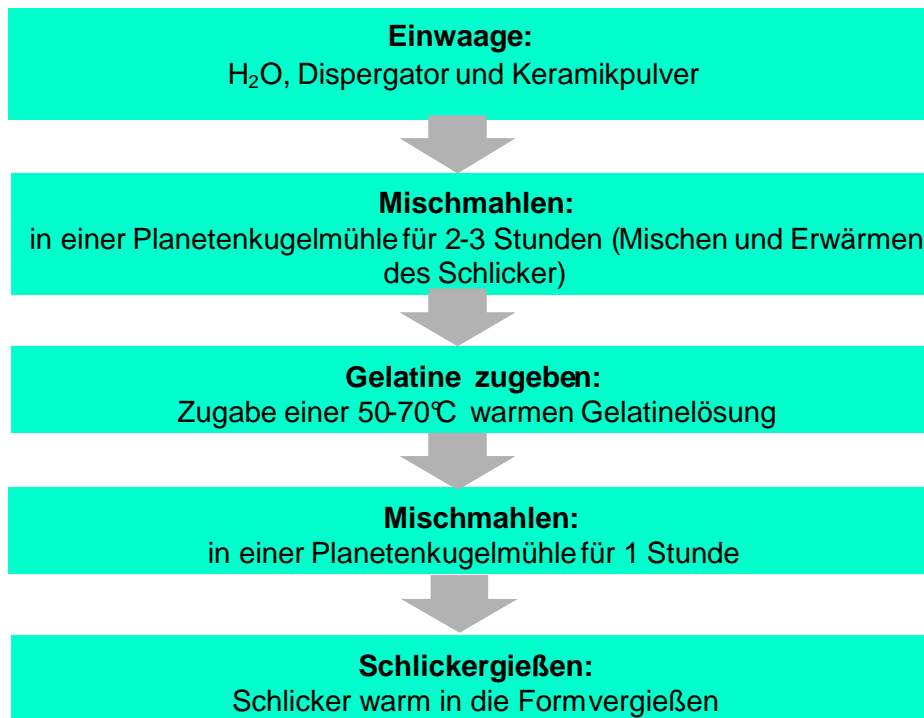 Einwaage:
H₂O, Dispergator und Keramikpulver
Mischmahlen:
in einer Planetenkugelmühle für 2-3 Stunden (Mischen und Erwärmen
des Schlicker)
Gelatine zugeben:
Zugabe einer 50-70°C warmen Gelatinelösung
Mischmahlen:
in einer Planetenkugelmühle für 1 Stunde
Schlickergießen:
Schlicker warm in die Form vergießen